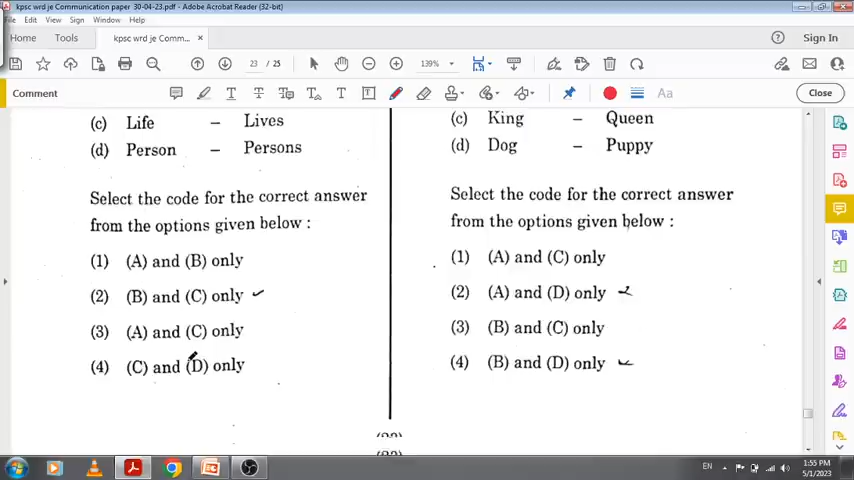 kpsc wrd je Communication paper 30-04-23.pdf - Adobe Acrobat Reader (32-bit)
File Edit View Sign Window Help
Home Tools kpsc wrd je Comm... × Sign In
23 / 25 139%
Comment Aa Close
(c) Life – Lives
(d) Person – Persons
Select the code for the correct answer
from the options given below :
(1) (A) and (B) only
(2) (B) and (C) only
(3) (A) and (C) only
(4) (C) and (D) only
(c) King – Queen
(d) Dog – Puppy
Select the code for the correct answer
from the options given below :
(1) (A) and (C) only
(2) (A) and (D) only
(3) (B) and (C) only
(4) (B) and (D) only
EN 1:55 PM
5/1/2023